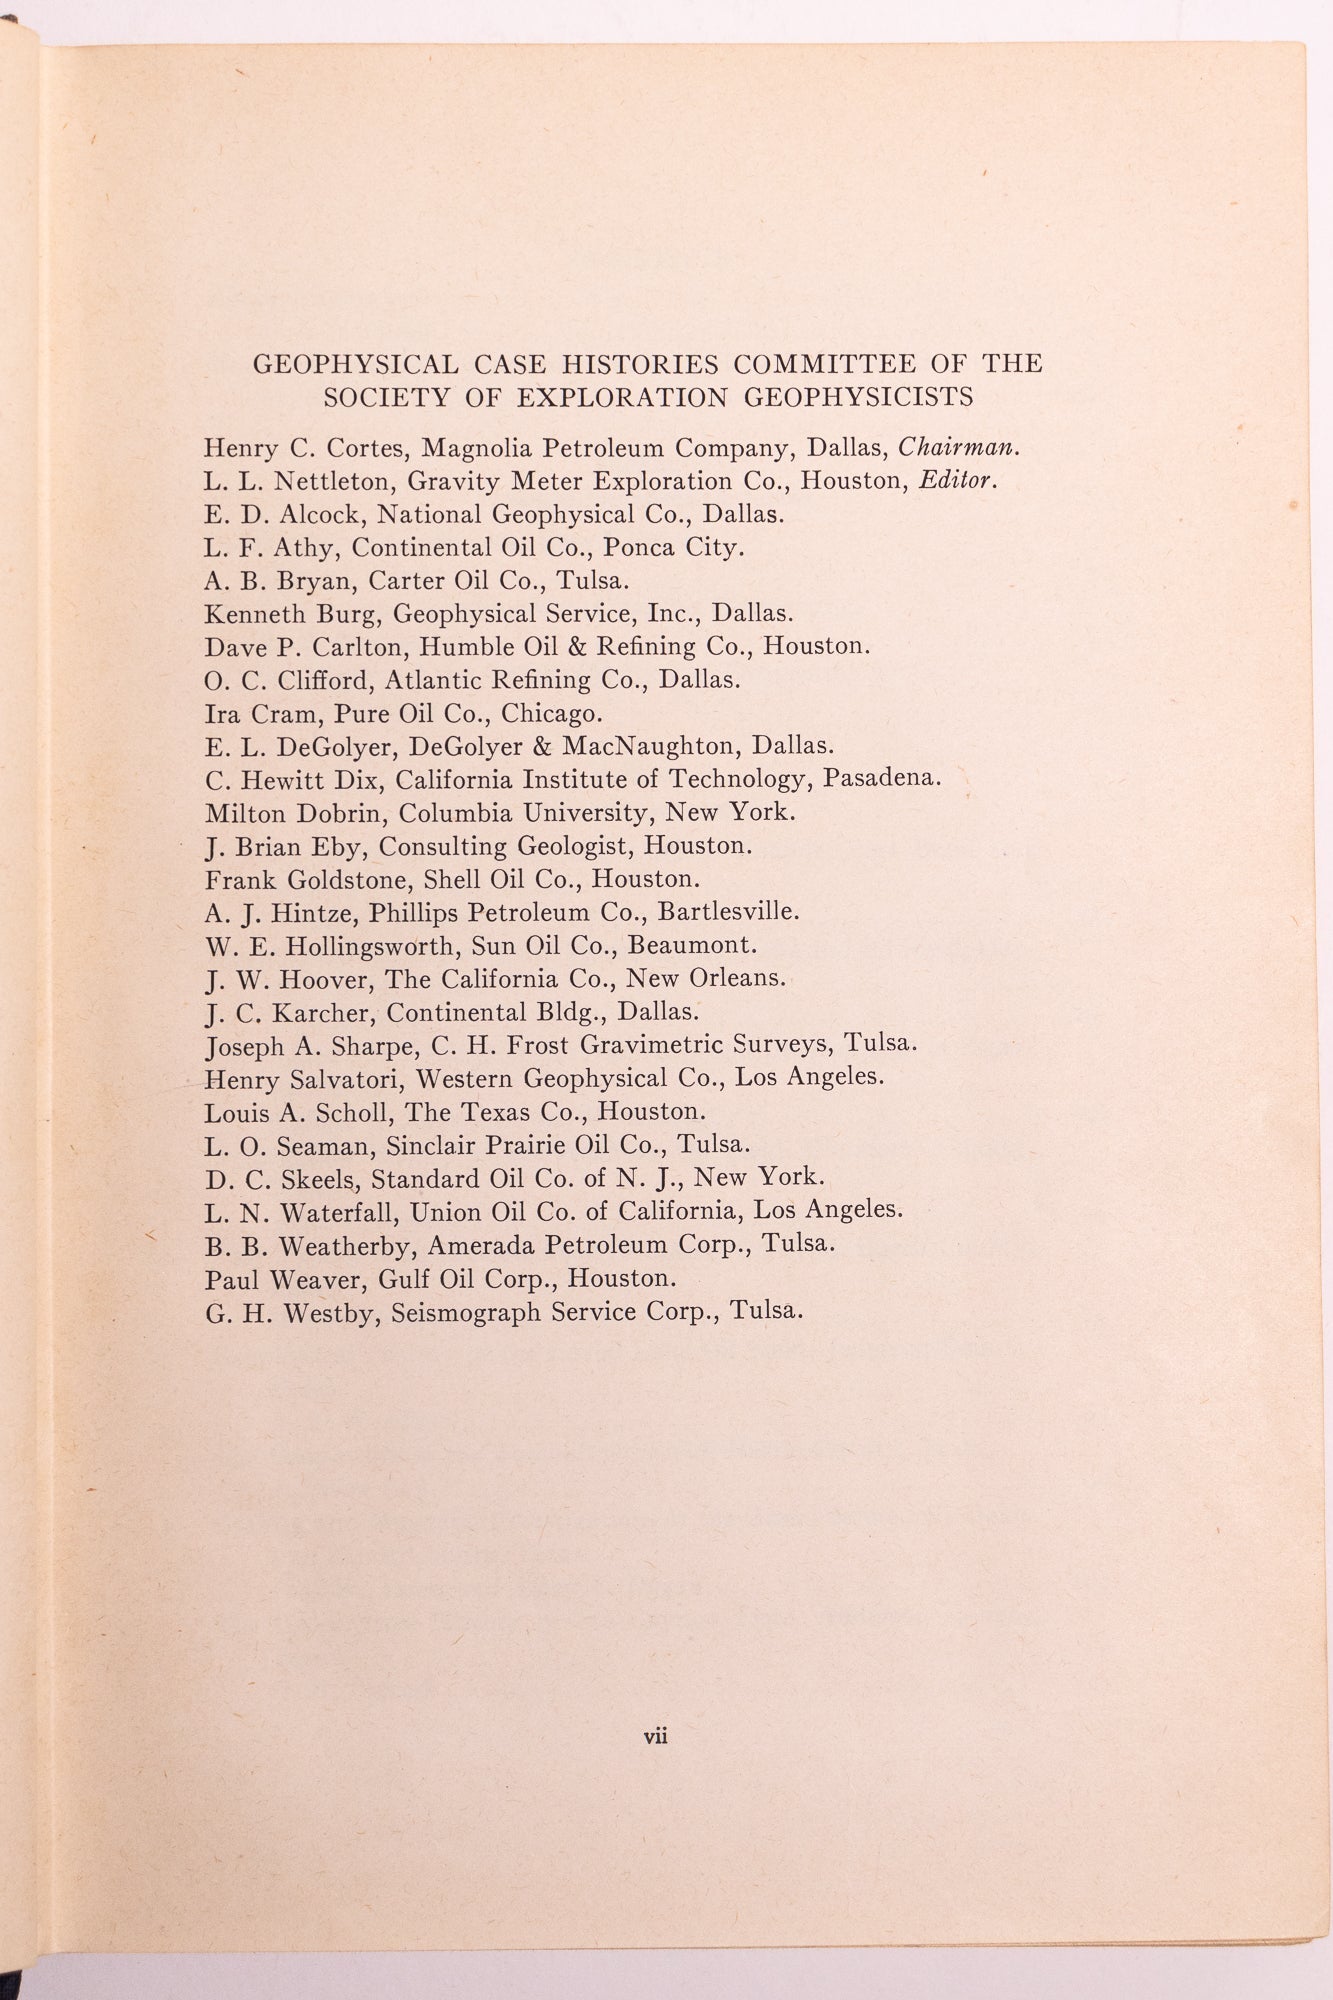 GEOPHYSICAL CASE HISTORIES COMMITTEE OF THE
SOCIETY OF EXPLORATION GEOPHYSICISTS
Henry C. Cortes, Magnolia Petroleum Company, Dallas, Chairman.
L. L. Nettleton, Gravity Meter Exploration Co., Houston, Editor.
E. D. Alcock, National Geophysical Co., Dallas.
L. F. Athy, Continental Oil Co., Ponca City.
A. B. Bryan, Carter Oil Co., Tulsa.
Kenneth Burg, Geophysical Service, Inc., Dallas.
Dave P. Carlton, Humble Oil & Refining Co., Houston.
O. C. Clifford, Atlantic Refining Co., Dallas.
Ira Cram, Pure Oil Co., Chicago.
E. L. DeGolyer, DeGolyer & MacNaughton, Dallas.
C. Hewitt Dix, California Institute of Technology, Pasadena.
Milton Dobrin, Columbia University, New York.
J. Brian Eby, Consulting Geologist, Houston.
Frank Goldstone, Shell Oil Co., Houston.
A. J. Hintze, Phillips Petroleum Co., Bartlesville.
W. E. Hollingsworth, Sun Oil Co., Beaumont.
J. W. Hoover, The California Co., New Orleans.
J. C. Karcher, Continental Bldg., Dallas.
Joseph A. Sharpe, C. H. Frost Gravimetric Surveys, Tulsa.
Henry Salvatori, Western Geophysical Co., Los Angeles.
Louis A. Scholl, The Texas Co., Houston.
L. O. Seaman, Sinclair Prairie Oil Co., Tulsa.
D. C. Skeels, Standard Oil Co. of N. J., New York.
L. N. Waterfall, Union Oil Co. of California, Los Angeles.
B. B. Weatherby, Amerada Petroleum Corp., Tulsa.
Paul Weaver, Gulf Oil Corp., Houston.
G. H. Westby, Seismograph Service Corp., Tulsa.
vii